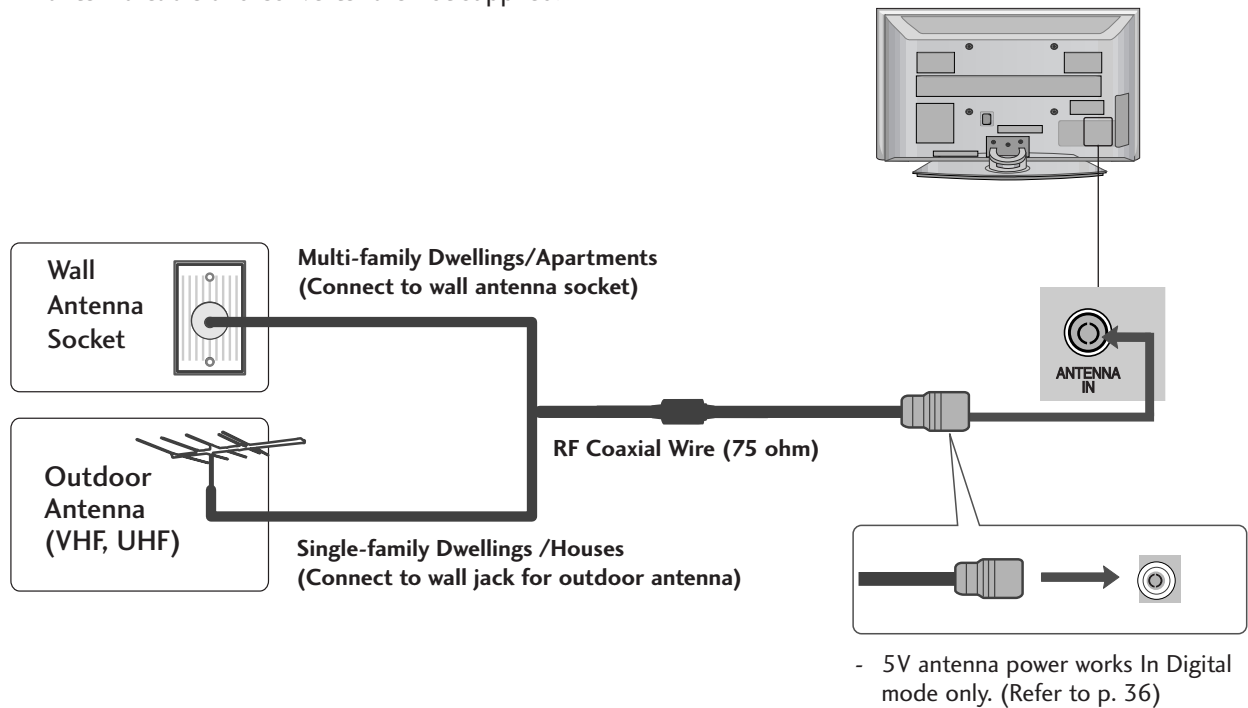 Wall
Antenna
Socket
Multi-family Dwellings/Apartments
(Connect to wall antenna socket)
ANTENNA
IN
RF Coaxial Wire (75 ohm)
Outdoor
Antenna
(VHF, UHF)
Single-family Dwellings /Houses
(Connect to wall jack for outdoor antenna)
- 5V antenna power works In Digital
mode only. (Refer to p. 36)